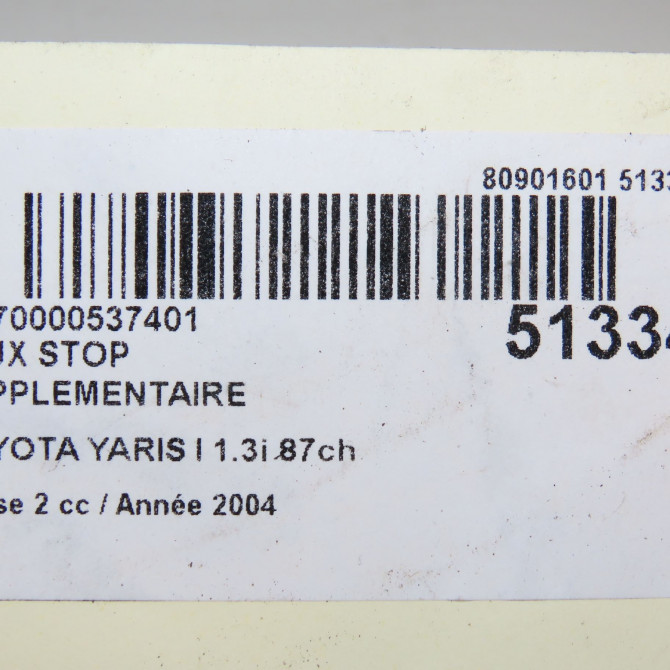 80901601 5133
70000537401
51334
UX STOP
PPLEMENTAIRE
YOTA YARIS I 1.3i 87ch
se 2 cc / Année 2004